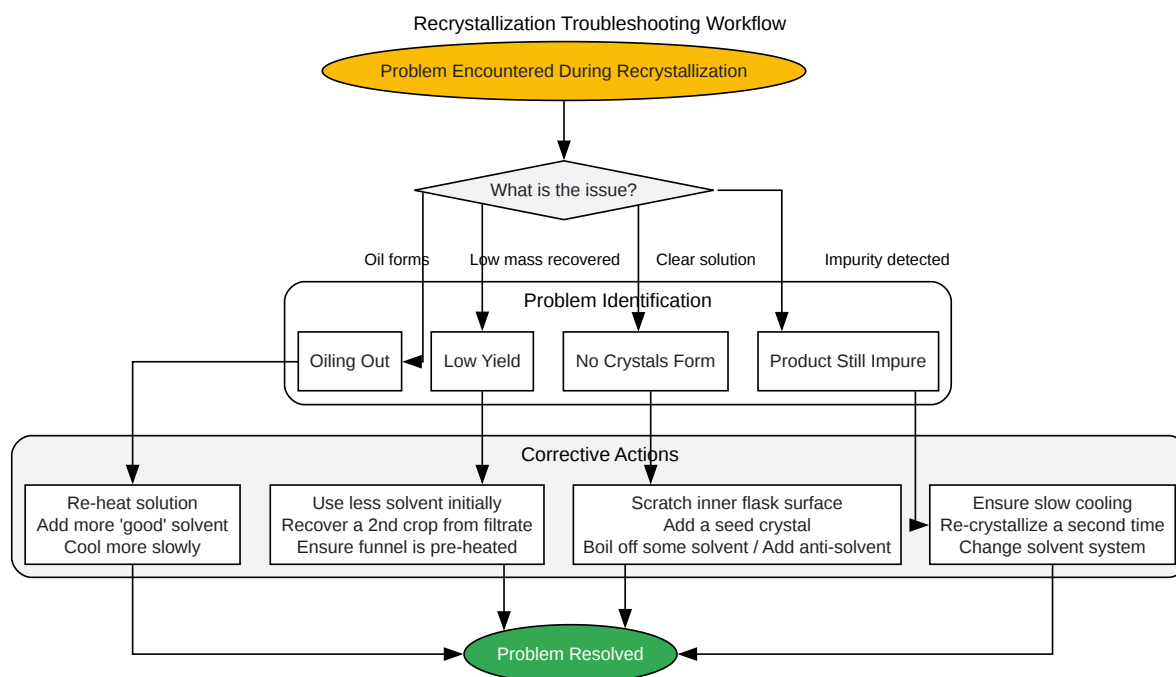 Recrystallization Troubleshooting Workflow
Problem Encountered During Recrystallization
What is the issue?
Oil forms
Low mass recovered
Clear solution
Impurity detected
Problem Identification
Oiling Out
Low Yield
No Crystals Form
Product Still Impure
Corrective Actions
Re-heat solution
Add more 'good' solvent
Cool more slowly
Use less solvent initially
Recover a 2nd crop from filtrate
Ensure funnel is pre-heated
Scratch inner flask surface
Add a seed crystal
Boil off some solvent / Add anti-solvent
Ensure slow cooling
Re-crystallize a second time
Change solvent system
Problem Resolved